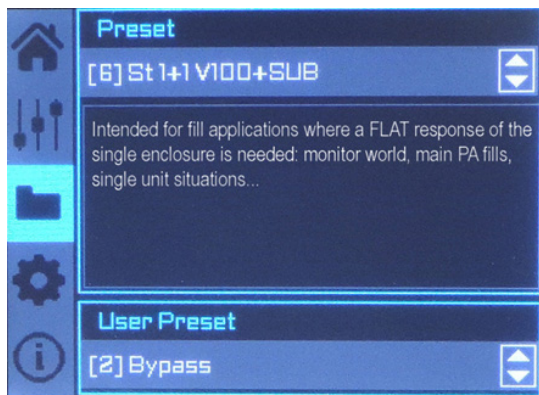 Preset
[6] St 1+1 V100+SUB
Intended for fill applications where a FLAT response of the
single enclosure is needed: monitor world, main PA fills,
single unit situations...
User Preset
[2] Bypass